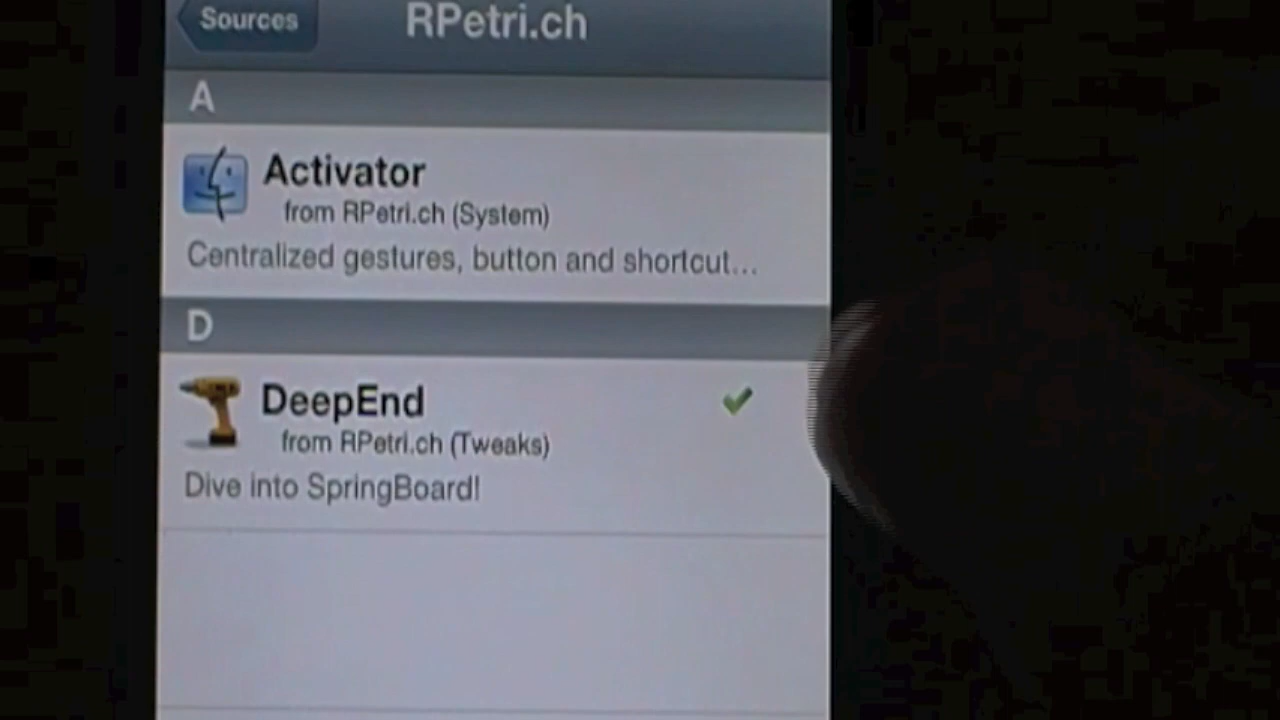 Sources
RPetri.ch
A
Activator
from RPetri.ch (System)
Centralized gestures, button and shortcut...
D
DeepEnd
from RPetri.ch (Tweaks)
Dive into SpringBoard!